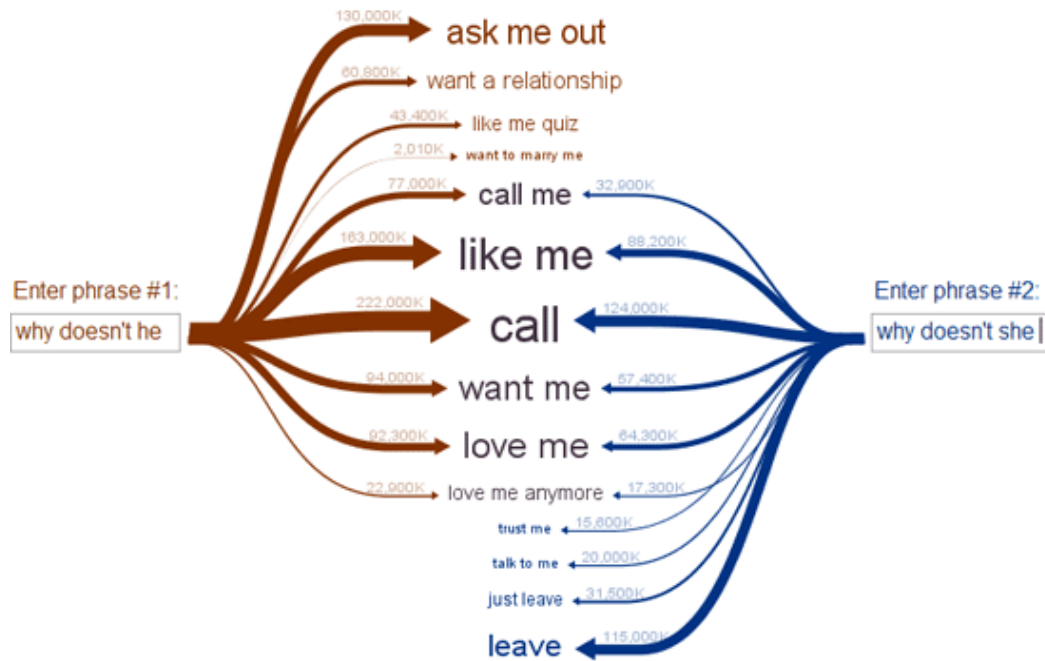 130,000K
ask me out
60,800K
want a relationship
43,400K
like me quiz
2,010K
want to marry me
77,000K
call me
32,900K
163,000K
like me
88,200K
Enter phrase #1:
why doesn't he
222,000K
call
124,000K
Enter phrase #2:
why doesn't she
94,000K
want me
57,400K
92,300K
love me
64,300K
22,900K
love me anymore
17,300K
trust me
15,600K
talk to me
20,000K
just leave
31,500K
leave
115,000K